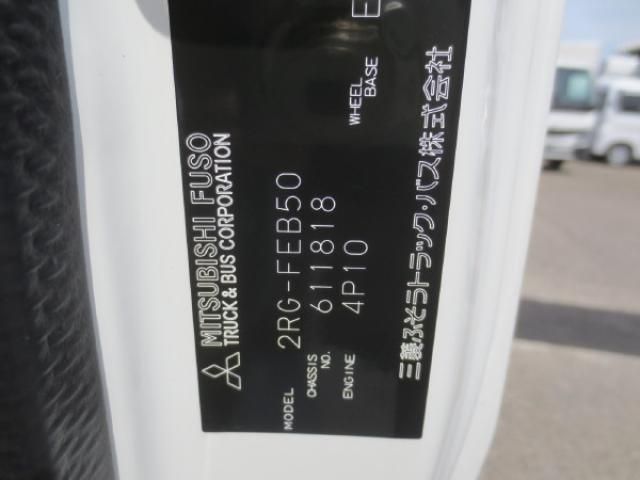 MITSUBISHI FUSO
TRUCK & BUS CORPORATION
MODEL 2RG-FEB50
CHASSIS NO. 611818
ENGINE 4P10
WHEEL BASE E
三菱ふそうトラック・バス株式会社